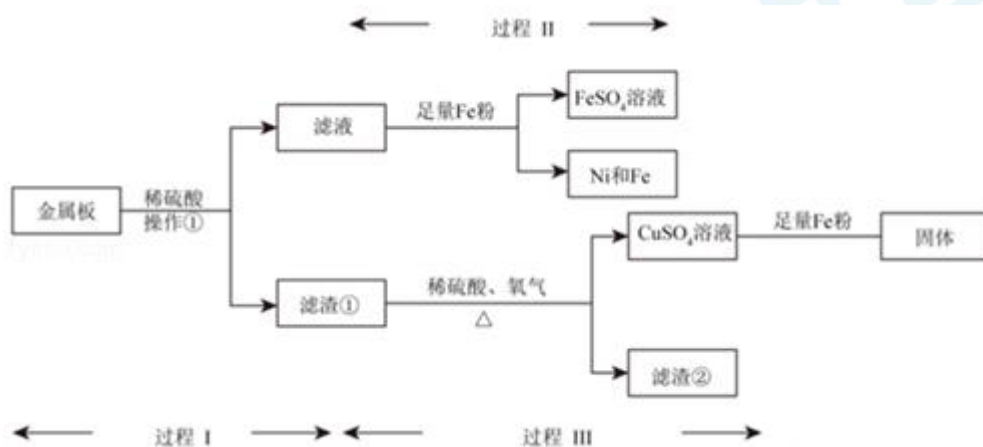 过程 II
滤液
足量Fe粉
FeSO₄溶液
Ni和Fe
金属板
稀硫酸
操作①
CuSO₄溶液
足量Fe粉
固体
滤渣①
稀硫酸、氧气
△
滤渣②
过程 I
过程 III